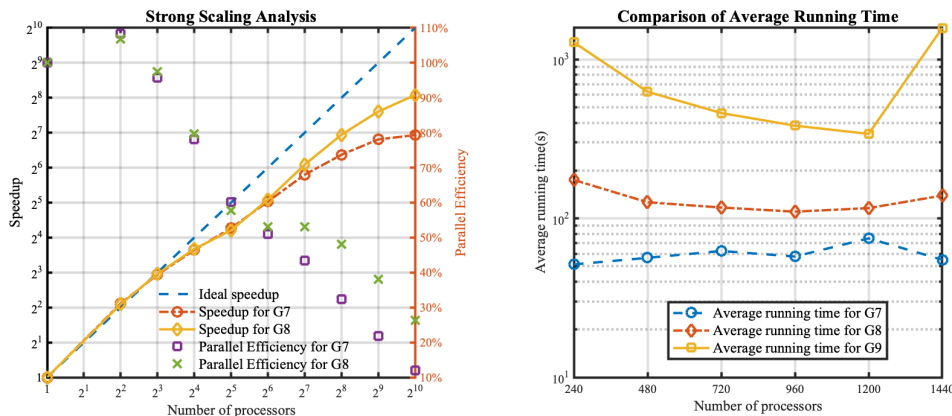 Strong Scaling Analysis
2^10
2^9
2^8
2^7
2^6
2^5
2^4
2^3
2^2
2^1
1
Speedup
110%
100%
90%
80%
70%
60%
50%
40%
30%
20%
10%
Parallel Efficiency
Ideal speedup
Speedup for G7
Speedup for G8
Parallel Efficiency for G7
Parallel Efficiency for G8
1 2^1 2^2 2^3 2^4 2^5 2^6 2^7 2^8 2^9 2^10
Number of processors
Comparison of Average Running Time
10^3
10^2
10^1
Average running time(s)
Average running time for G7
Average running time for G8
Average running time for G9
240 480 720 960 1200 1440
Number of processors